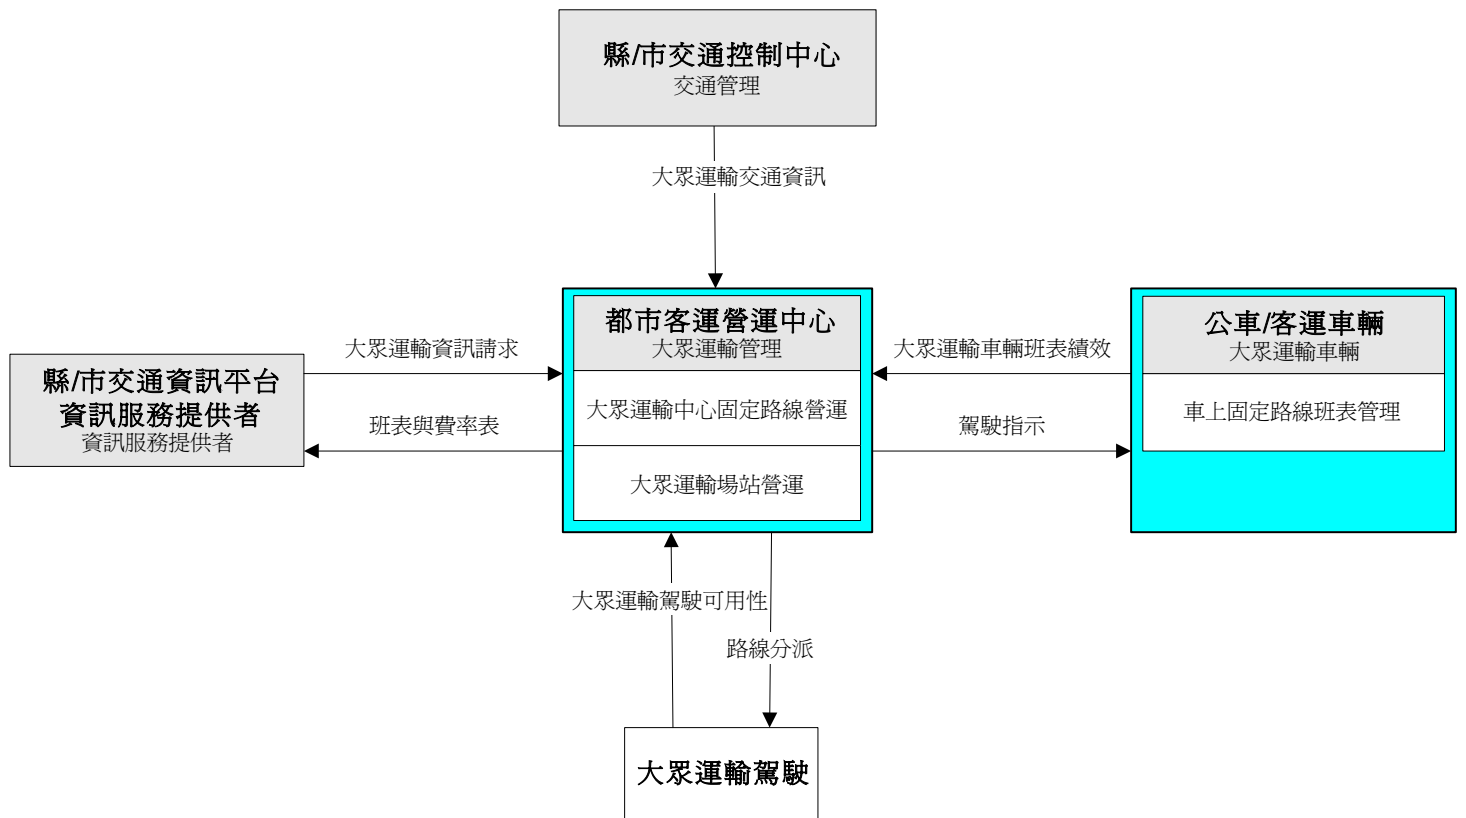 縣/市交通控制中心
交通管理
大眾運輸交通資訊
都市客運營運中心
大眾運輸管理
大眾運輸中心固定路線營運
大眾運輸場站營運
公車/客運車輛
大眾運輸車輛
車上固定路線班表管理
大眾運輸資訊請求
大眾運輸車輛班表績效
縣/市交通資訊平台
資訊服務提供者
資訊服務提供者
班表與費率表
駕駛指示
大眾運輸駕駛可用性
路線分派
大眾運輸駕駛